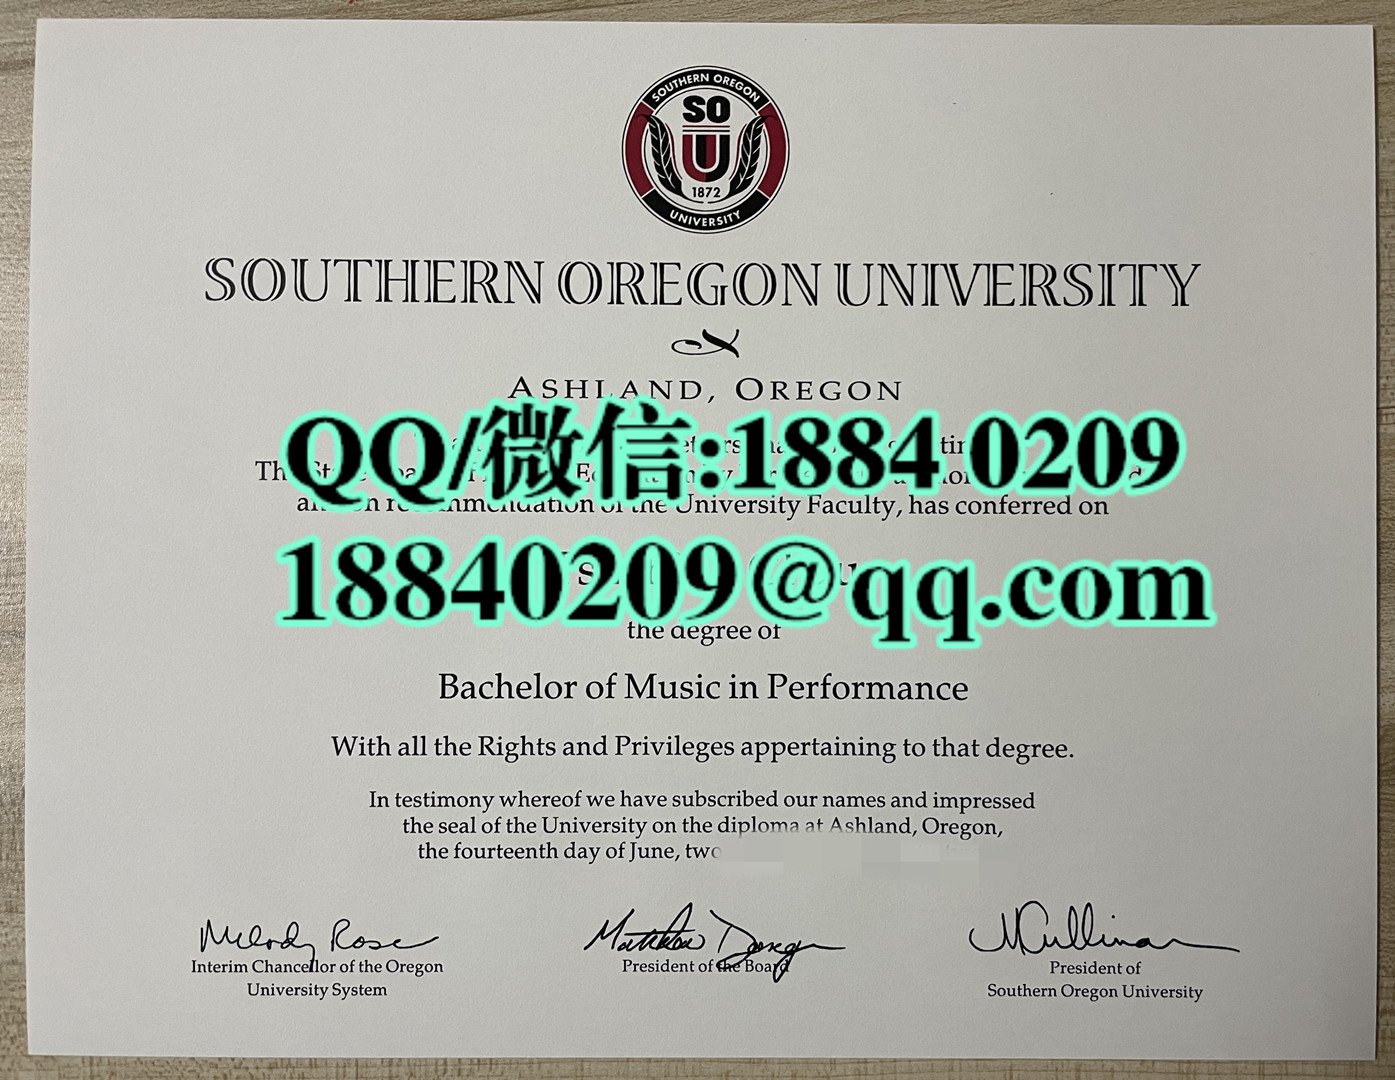 SOUTHERN OREGON
SO
U
1872
UNIVERSITY
SOUTHERN OREGON UNIVERSITY
ASHLAND, OREGON
QQ/微信:1884 0209
the University Faculty, has conferred on
18840209@qq.com
the degree of
Bachelor of Music in Performance
With all the Rights and Privileges appertaining to that degree.
In testimony whereof we have subscribed our names and impressed
the seal of the University on the diploma at Ashland, Oregon,
the fourteenth day of June, two
Melody Rose
Interim Chancellor of the Oregon
University System
President of the Board
President of
Southern Oregon University